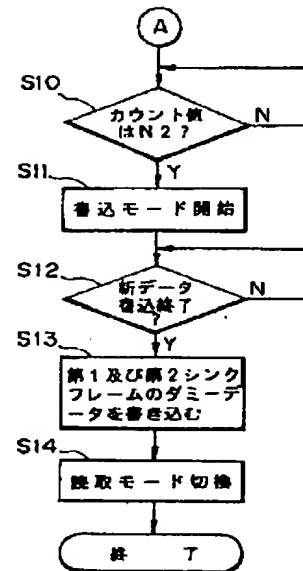 A
S10
カウント値
はN2?
N
Y
S11
書込モード開始
S12
新データ
書込終了
?
N
Y
S13
第1及び第2シンク
フレームのダミーデ
ータを書き込む
S14
読取モード切換
終 了